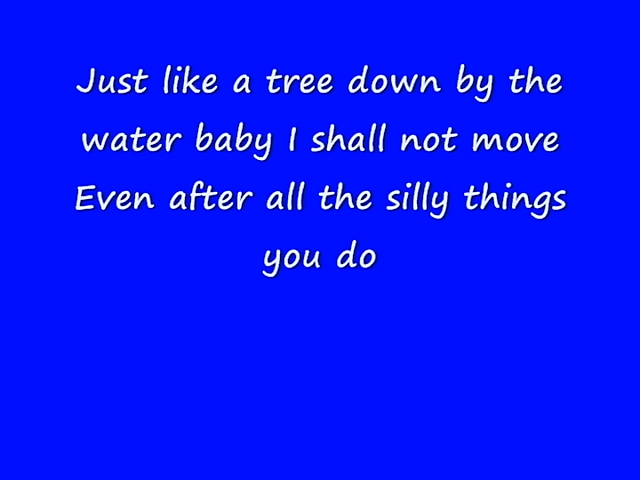 Just like a tree down by the
water baby I shall not move
Even after all the silly things
you do